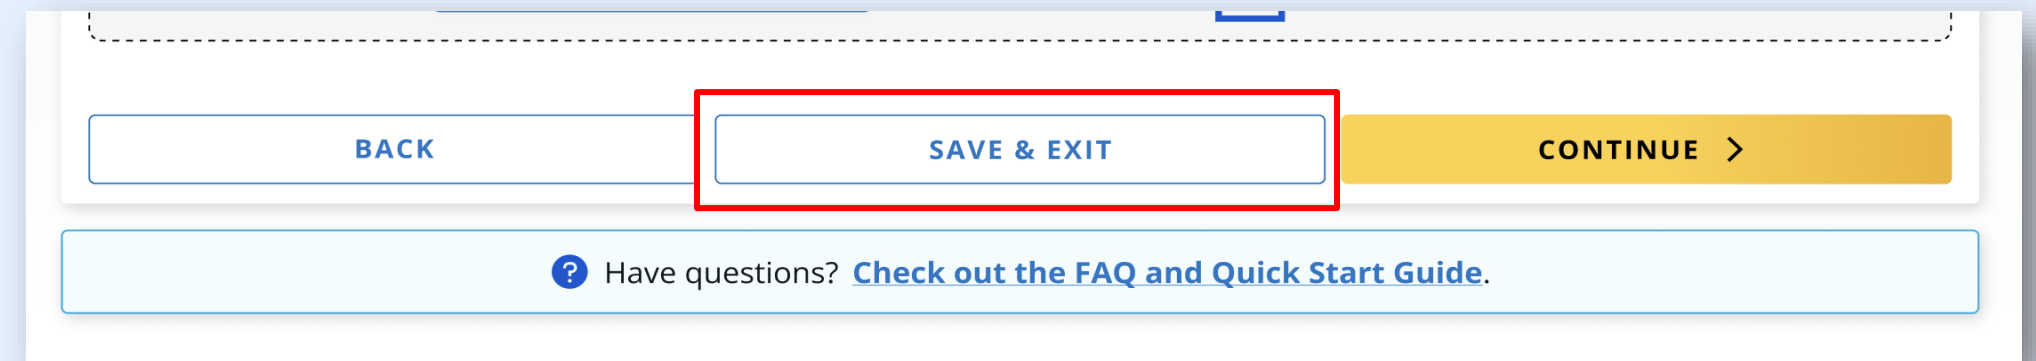 BACK
SAVE & EXIT
CONTINUE
Have questions? Check out the FAQ and Quick Start Guide.